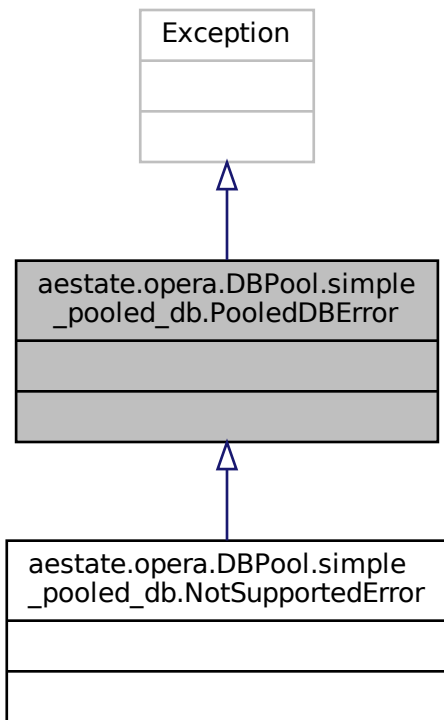 Exception
aestate.opera.DBPool.simple
_pooled_db.PooledDBError
aestate.opera.DBPool.simple
_pooled_db.NotSupportedError